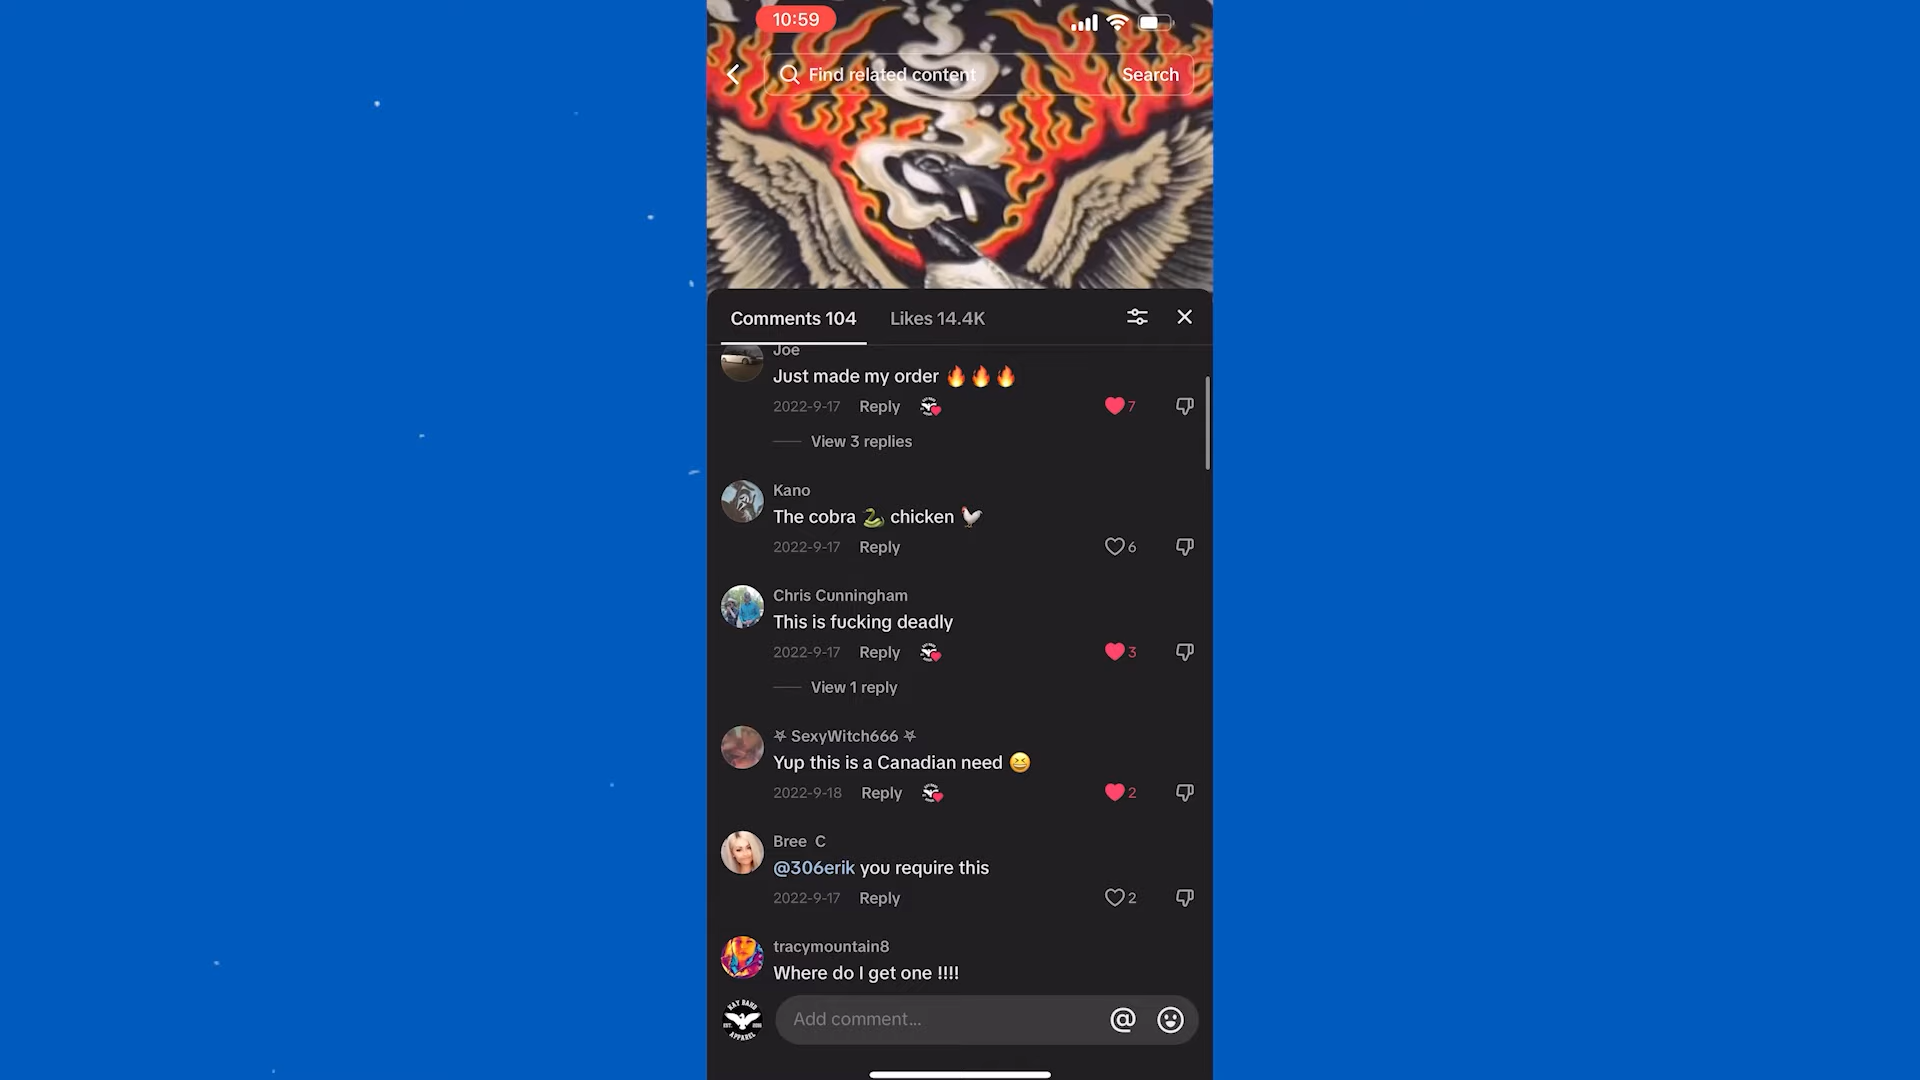 10:59
Find related content
Search
Comments 104
Likes 14.4K
Joe
Just made my order 🔥🔥🔥
2022-9-17 Reply
7
View 3 replies
Kano
The cobra 🐍 chicken 🐓
2022-9-17 Reply
6
Chris Cunningham
This is fucking deadly
2022-9-17 Reply
3
View 1 reply
⛧ SexyWitch666 ⛧
Yup this is a Canadian need 😆
2022-9-18 Reply
2
Bree C
@306erik you require this
2022-9-17 Reply
2
tracymountain8
Where do I get one !!!!
Add comment...
@
APPAREL